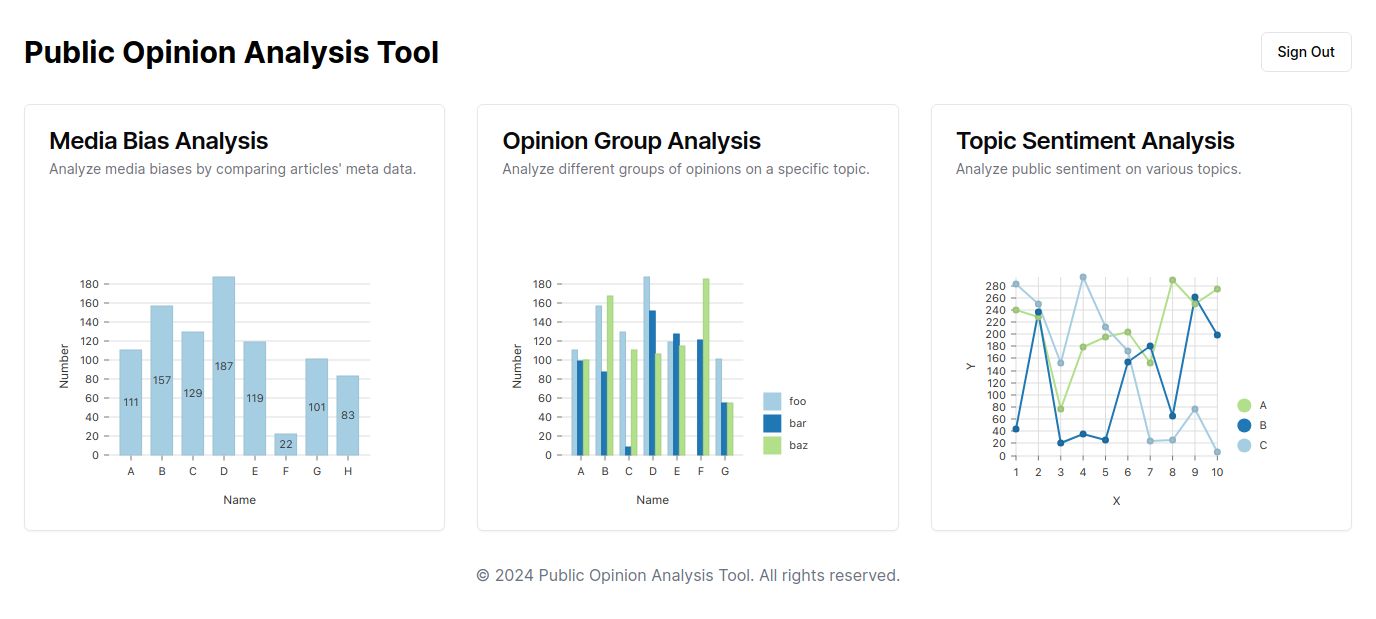 Public Opinion Analysis Tool
Sign Out
Media Bias Analysis
Analyze media biases by comparing articles' meta data.
180
160
140
120
100
80
60
40
20
0
Number
111
157
129
187
119
22
101
83
A B C D E F G H
Name
Opinion Group Analysis
Analyze different groups of opinions on a specific topic.
180
160
140
120
100
80
60
40
20
0
Number
A B C D E F G
Name
foo
bar
baz
Topic Sentiment Analysis
Analyze public sentiment on various topics.
280
260
240
220
200
180
160
140
120
100
80
60
40
20
0
Y
1 2 3 4 5 6 7 8 9 10
X
A
B
C
© 2024 Public Opinion Analysis Tool. All rights reserved.